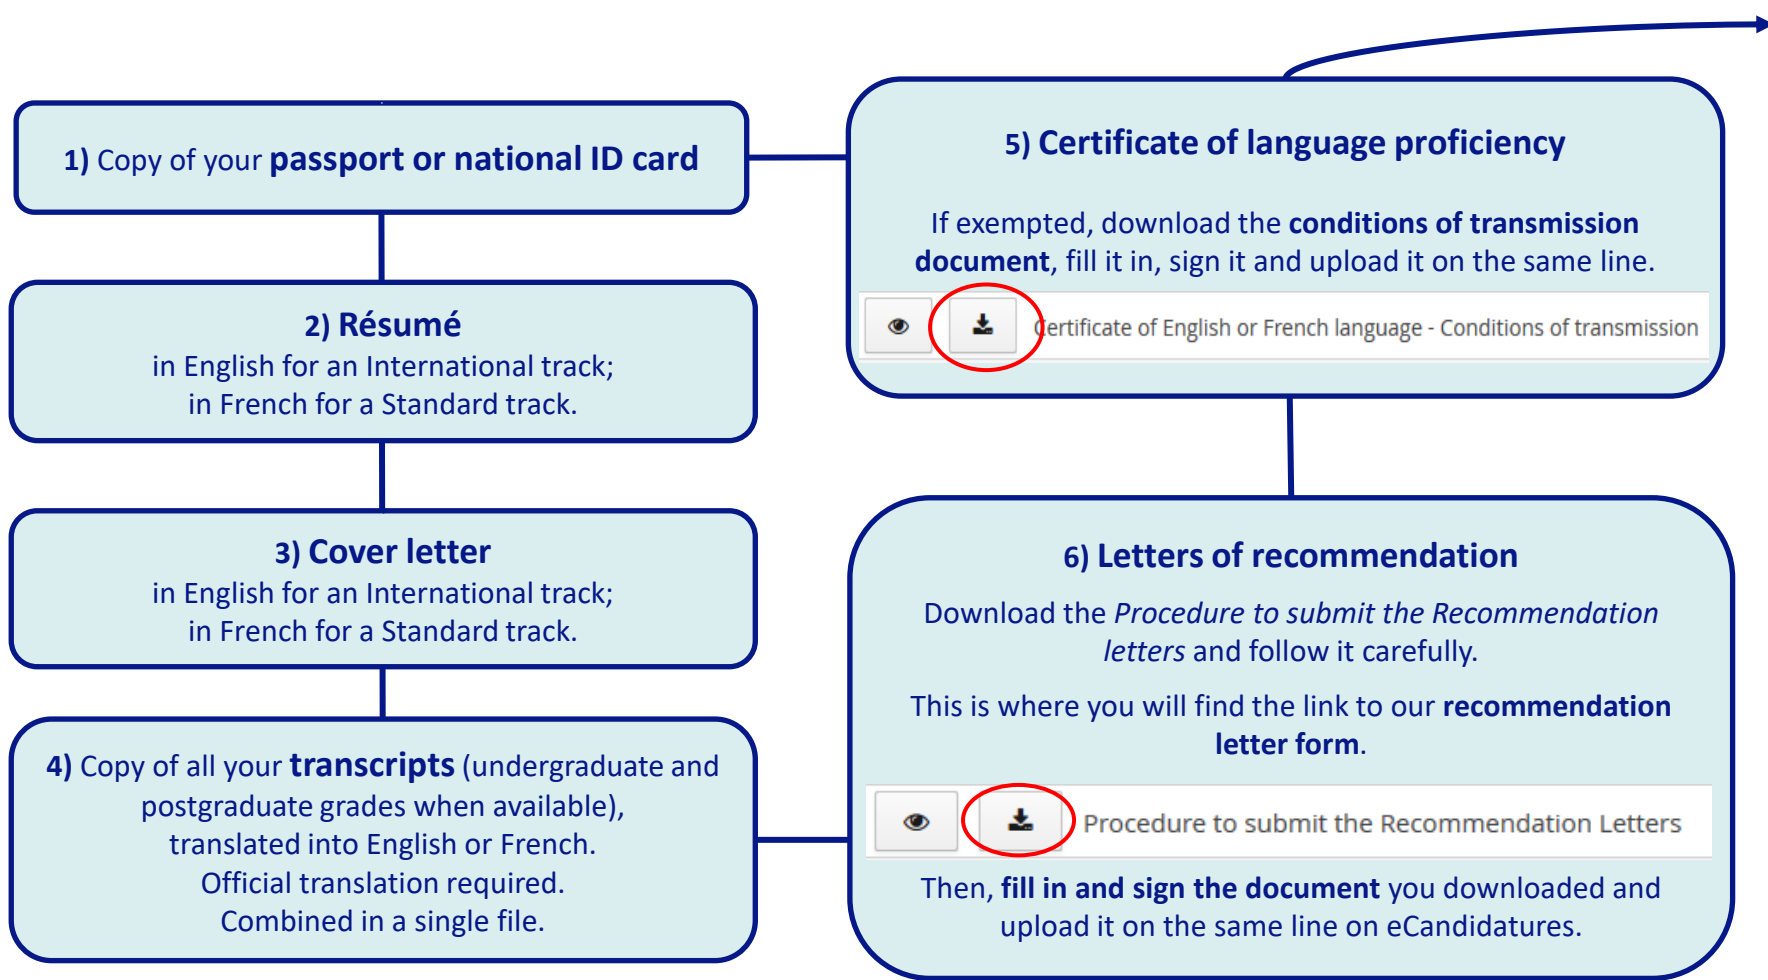 1) Copy of your passport or national ID card
2) Résumé
in English for an International track;
in French for a Standard track.
3) Cover letter
in English for an International track;
in French for a Standard track.
4) Copy of all your transcripts (undergraduate and
postgraduate grades when available),
translated into English or French.
Official translation required.
Combined in a single file.
5) Certificate of language proficiency
If exempted, download the conditions of transmission
document, fill it in, sign it and upload it on the same line.
Certificate of English or French language - Conditions of transmission
6) Letters of recommendation
Download the Procedure to submit the Recommendation
letters and follow it carefully.
This is where you will find the link to our recommendation
letter form.
Procedure to submit the Recommendation Letters
Then, fill in and sign the document you downloaded and
upload it on the same line on eCandidatures.